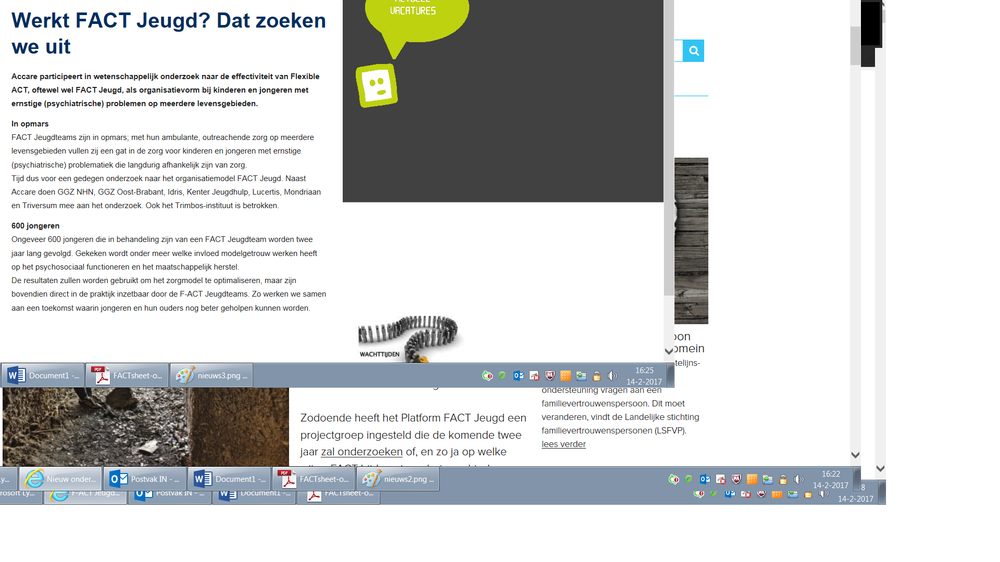 Werkt FACT Jeugd? Dat zoeken
we uit
Accare participeert in wetenschappelijk onderzoek naar de effectiviteit van Flexible
ACT, oftewel wel FACT Jeugd, als organisatievorm bij kinderen en jongeren met
ernstige (psychiatrische) problemen op meerdere levensgebieden.
In opmars
FACT Jeugdteams zijn in opmars; met hun ambulante, outreachende zorg op meerdere
levensgebieden vullen zij een gat in de zorg voor kinderen en jongeren met ernstige
(psychiatrische) problematiek die langdurig afhankelijk zijn van zorg.
Tijd dus voor een gedegen onderzoek naar het organisatiemodel FACT Jeugd. Naast
Accare doen GGZ NHN, GGZ Oost-Brabant, Idris, Kenter Jeugdhulp, Lucertis, Mondriaan
en Triversum mee aan het onderzoek. Ook het Trimbos-instituut is betrokken.
600 jongeren
Ongeveer 600 jongeren die in behandeling zijn van een FACT Jeugdteam worden twee
jaar lang gevolgd. Gekeken wordt onder meer welke invloed modelgetrouw werken heeft
op het psychosociaal functioneren en het maatschappelijk herstel.
De resultaten zullen worden gebruikt om het zorgmodel te optimaliseren, maar zijn
bovendien direct in de praktijk inzetbaar door de F-ACT Jeugdteams. Zo werken we samen
aan een toekomst waarin jongeren en hun ouders nog beter geholpen kunnen worden.
VACATURES
WACHTTIJDEN
oon
omein
telijns-
Document1 -...
FACTsheet-o...
nieuws3.png ...
16:25
14-2-2017
Zodoende heeft het Platform FACT Jeugd een
projectgroep ingesteld die de komende twee
jaar zal onderzoeken of, en zo ja op welke
ondersteuning vragen aan een
familievertrouwenspersoon. Dit moet
veranderen, vindt de Landelijke stichting
familievertrouwenspersonen (LSFVP).
lees verder
Ly...
Nieuw onder...
Postvak IN - ...
Document1 -...
FACTsheet-o...
nieuws2.png ...
16:22
14-2-2017
8
rosoft Ly...
F-ACT Jeugd...
Postvak IN - ...
Document1 -...
FACTsheet-o...
14-2-2017